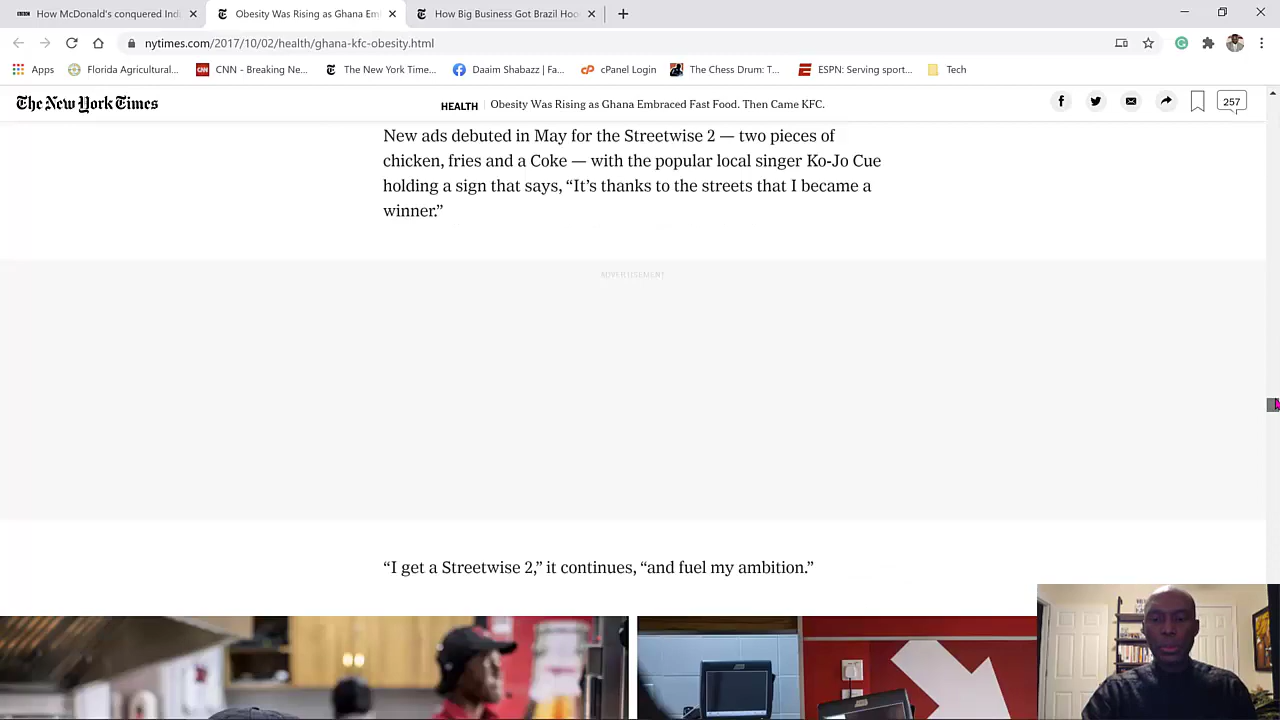 How McDonald's conquered Indi
Obesity Was Rising as Ghana Em
How Big Business Got Brazil Hoo
nytimes.com/2017/10/02/health/ghana-kfc-obesity.html
Apps
Florida Agricultural...
CNN - Breaking Ne...
The New York Time...
Daaim Shabazz | Fa...
cPanel Login
The Chess Drum: T...
ESPN: Serving sport...
Tech
The New York Times
HEALTH | Obesity Was Rising as Ghana Embraced Fast Food. Then Came KFC.
257
New ads debuted in May for the Streetwise 2 — two pieces of
chicken, fries and a Coke — with the popular local singer Ko-Jo Cue
holding a sign that says, “It’s thanks to the streets that I became a
winner.”
ADVERTISEMENT
“I get a Streetwise 2,” it continues, “and fuel my ambition.”